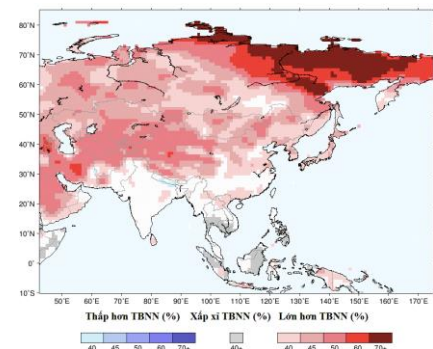 80°N
70°N
60°N
50°N
40°N
30°N
20°N
10°N
0°
10°S
50°E 60°E 70°E 80°E 90°E 100°E 110°E 120°E 130°E 140°E 150°E 160°E 170°E
Thấp hơn TBNN (%) Xấp xỉ TBNN (%) Lớn hơn TBNN (%)
40 45 50 60 70+ 40+ 40 45 50 60 70+